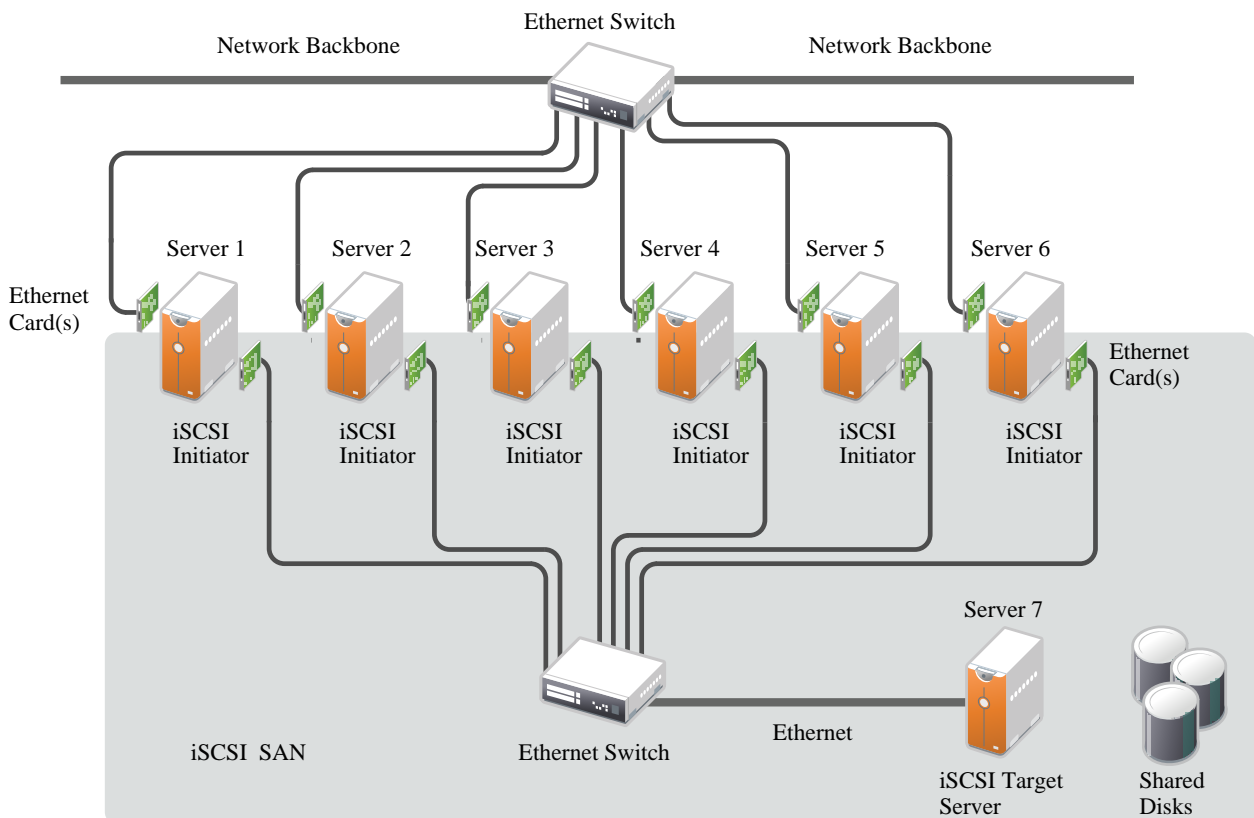 Ethernet Switch
Network Backbone
Network Backbone
Server 1
Server 2
Server 3
Server 4
Server 5
Server 6
Ethernet
Card(s)
Ethernet
Card(s)
iSCSI
Initiator
iSCSI
Initiator
iSCSI
Initiator
iSCSI
Initiator
iSCSI
Initiator
iSCSI
Initiator
Server 7
Ethernet
iSCSI SAN
Ethernet Switch
iSCSI Target
Server
Shared
Disks